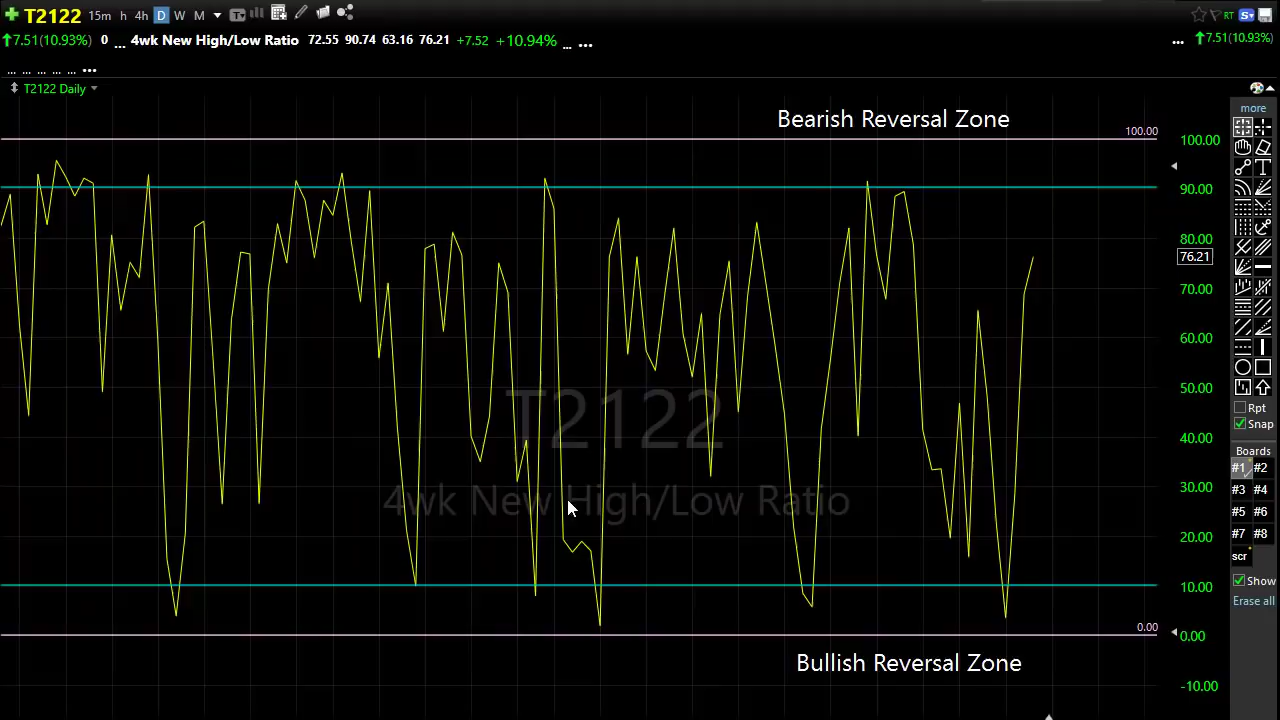 T2122 15m h 4h D W M
RT
7.51(10.93%) 0 ... 4wk New High/Low Ratio 72.55 90.74 63.16 76.21 +7.52 +10.94% ... ...
... 7.51(10.93%)
... ... ... ... ... ...
T2122 Daily
more
Bearish Reversal Zone
100.00
100.00
90.00
80.00
76.21
70.00
60.00
50.00
40.00
30.00
20.00
10.00
0.00
0.00
-10.00
T2122
4wk New High/Low Ratio
Bullish Reversal Zone
Rpt
Snap
Boards
#1 #2
#3 #4
#5 #6
#7 #8
scr
Show
Erase all